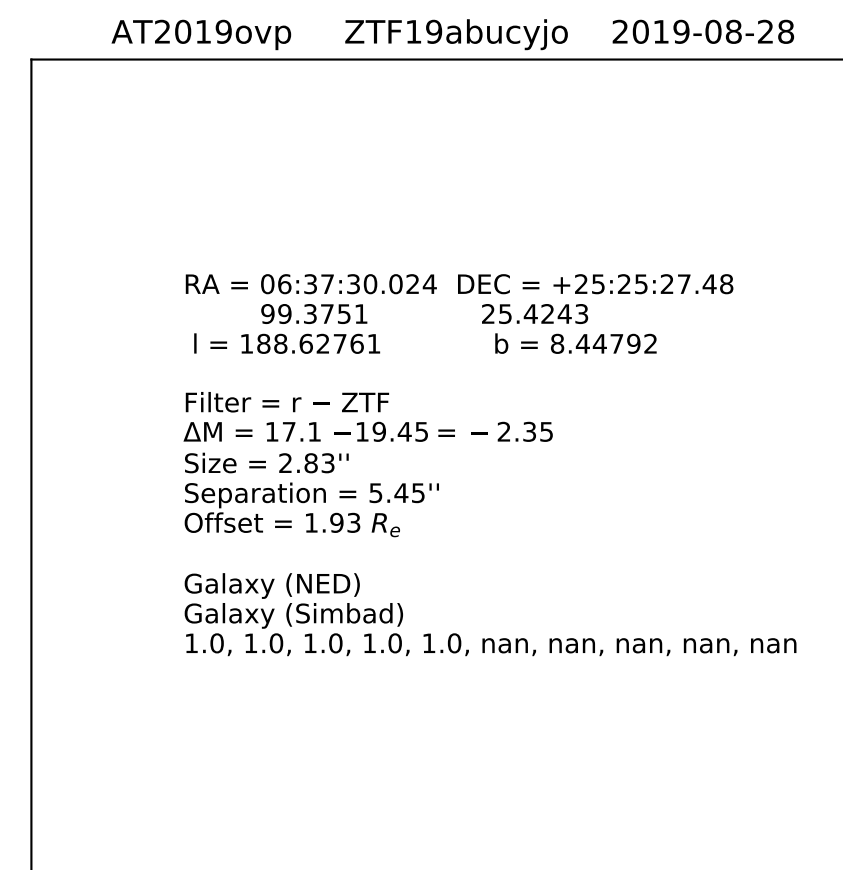 AT2019ovp ZTF19abucyjo 2019-08-28
RA = 06:37:30.024 DEC = +25:25:27.48
99.3751 25.4243
l = 188.62761 b = 8.44792
Filter = r − ZTF
ΔM = 17.1 −19.45 = − 2.35
Size = 2.83''
Separation = 5.45''
Offset = 1.93 Rₑ
Galaxy (NED)
Galaxy (Simbad)
1.0, 1.0, 1.0, 1.0, 1.0, nan, nan, nan, nan, nan